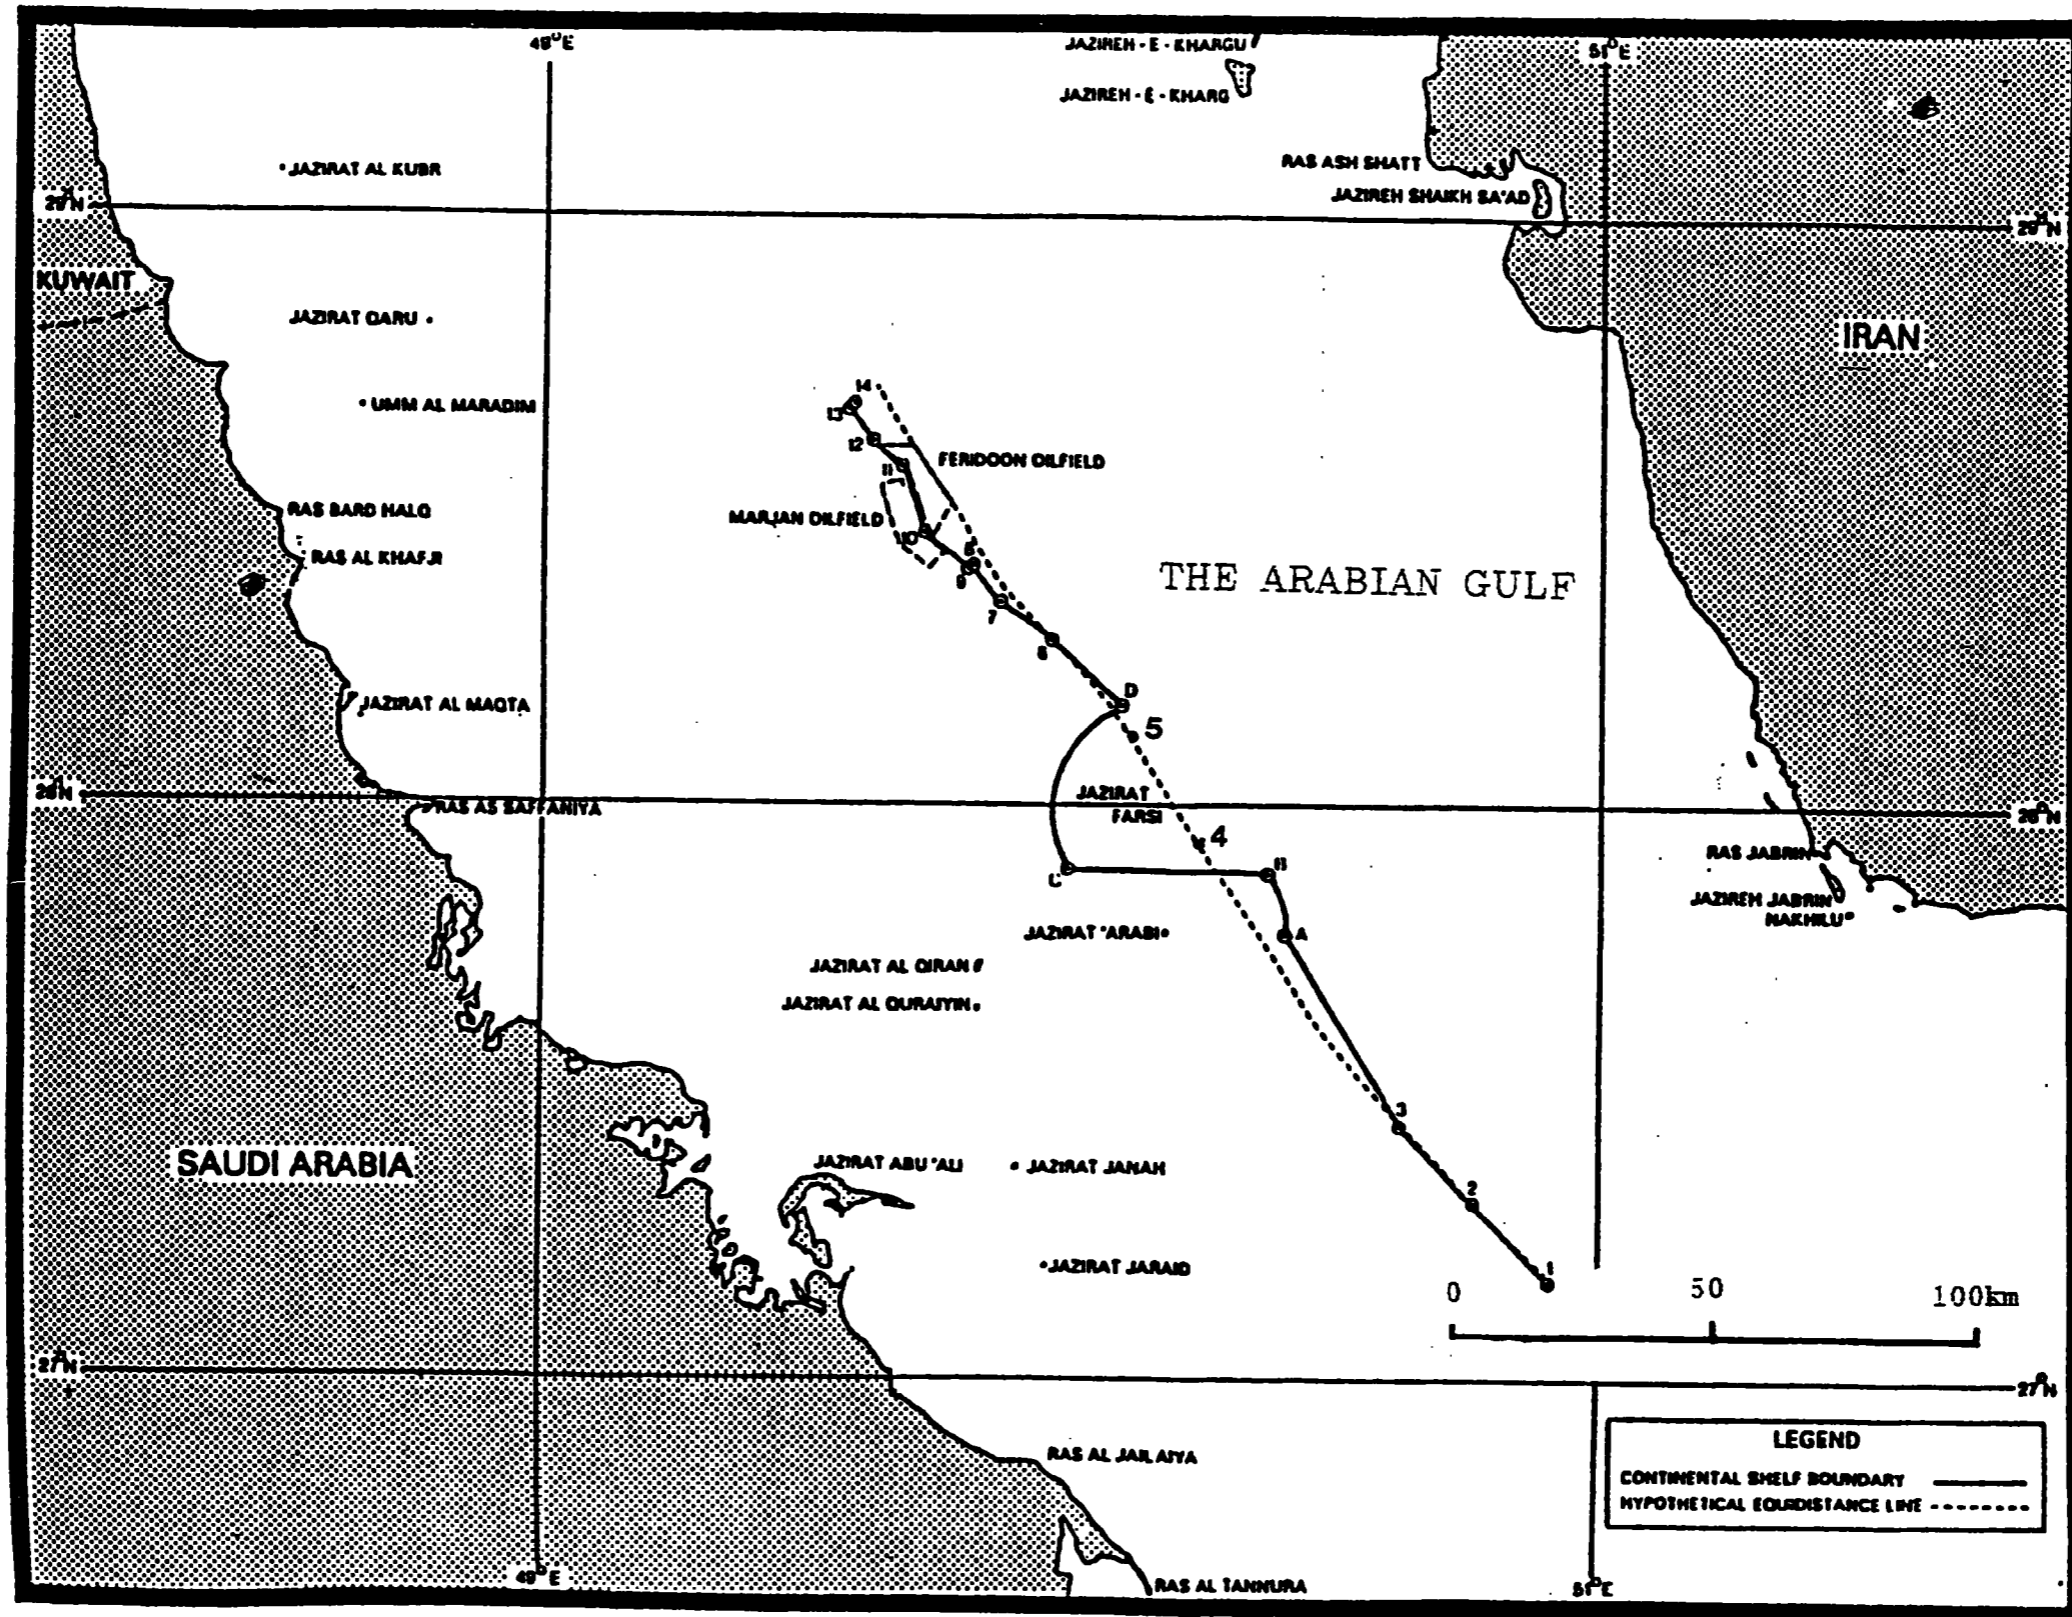 49°E
JAZIREH - E - KHARGU
51°E
JAZIREH - E - KHARG
JAZIRAT AL KUBR
RAS ASH SHATT
JAZIREH SHAIKH SA'AD
29°N
29°N
KUWAIT
JAZIRAT QARU
IRAN
14
13
UMM AL MARADIM
12
11
FERIDOON OILFIELD
RAS BARD HALQ
MARJAN OILFIELD
10
RAS AL KHAFJI
8
9
THE ARABIAN GULF
7
6
D
JAZIRAT AL MAQTA
5
28°N
JAZIRAT
FARSI
RAS AS SAFFANIYA
28°N
4
RAS JABRIN
B
C
JAZIREH JABRIN
NAKHILU
JAZIRAT 'ARABI
A
JAZIRAT AL QIRAN
JAZIRAT AL QURAIYIN
3
SAUDI ARABIA
JAZIRAT ABU 'ALI
JAZIRAT JANAH
2
JAZIRAT JARAID
1
0 50 100km
27°N
27°N
LEGEND
CONTINENTAL SHELF BOUNDARY
HYPOTHETICAL EQUIDISTANCE LINE
RAS AL JAILAIYA
49°E
RAS AL TANNURA
51°E